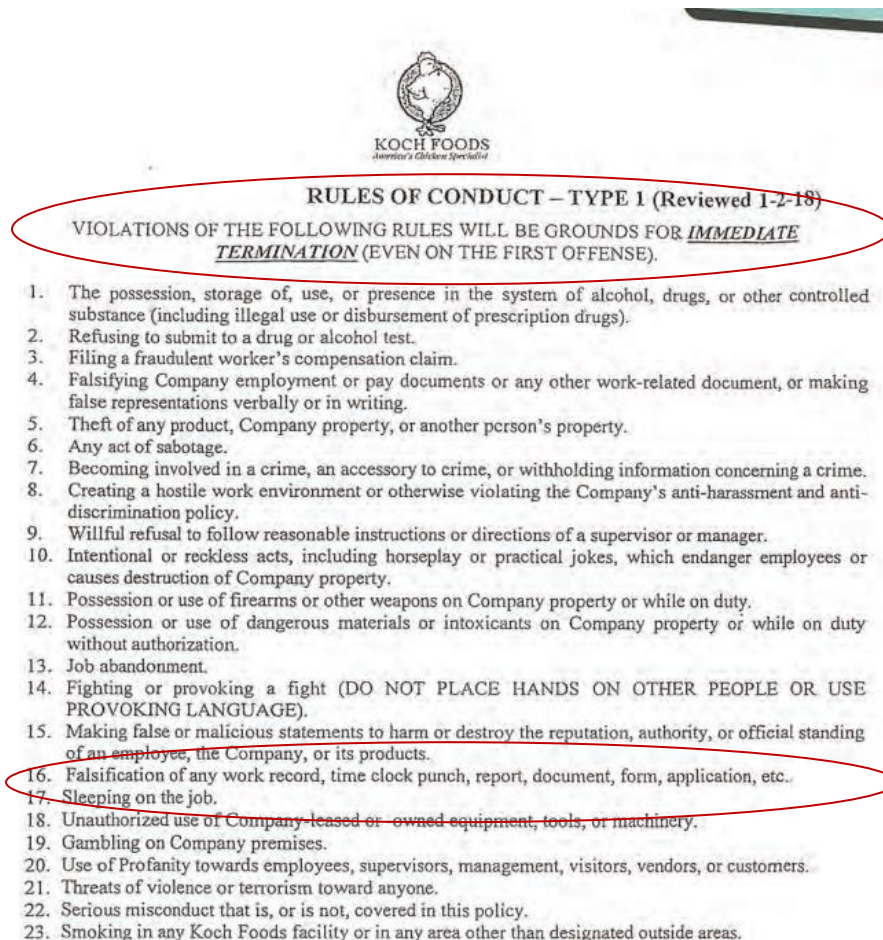 KOCH FOODS
America's Chicken Specialist
RULES OF CONDUCT – TYPE 1 (Reviewed 1-2-18)
VIOLATIONS OF THE FOLLOWING RULES WILL BE GROUNDS FOR IMMEDIATE
TERMINATION (EVEN ON THE FIRST OFFENSE).
1. The possession, storage of, use, or presence in the system of alcohol, drugs, or other controlled
substance (including illegal use or disbursement of prescription drugs).
2. Refusing to submit to a drug or alcohol test.
3. Filing a fraudulent worker's compensation claim.
4. Falsifying Company employment or pay documents or any other work-related document, or making
false representations verbally or in writing.
5. Theft of any product, Company property, or another person's property.
6. Any act of sabotage.
7. Becoming involved in a crime, an accessory to crime, or withholding information concerning a crime.
8. Creating a hostile work environment or otherwise violating the Company's anti-harassment and anti-
discrimination policy.
9. Willful refusal to follow reasonable instructions or directions of a supervisor or manager.
10. Intentional or reckless acts, including horseplay or practical jokes, which endanger employees or
causes destruction of Company property.
11. Possession or use of firearms or other weapons on Company property or while on duty.
12. Possession or use of dangerous materials or intoxicants on Company property or while on duty
without authorization.
13. Job abandonment.
14. Fighting or provoking a fight (DO NOT PLACE HANDS ON OTHER PEOPLE OR USE
PROVOKING LANGUAGE).
15. Making false or malicious statements to harm or destroy the reputation, authority, or official standing
of an employee, the Company, or its products.
16. Falsification of any work record, time clock punch, report, document, form, application, etc.
17. Sleeping on the job.
18. Unauthorized use of Company-leased or -owned equipment, tools, or machinery.
19. Gambling on Company premises.
20. Use of Profanity towards employees, supervisors, management, visitors, vendors, or customers.
21. Threats of violence or terrorism toward anyone.
22. Serious misconduct that is, or is not, covered in this policy.
23. Smoking in any Koch Foods facility or in any area other than designated outside areas.